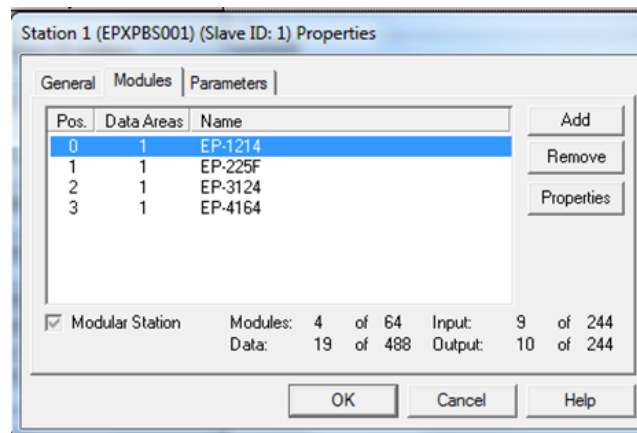 Station 1 (EPXPBS001) (Slave ID: 1) Properties
General Modules Parameters
Pos. Data Areas Name
0 1 EP-1214
1 1 EP-225F
2 1 EP-3124
3 1 EP-4164
Add
Remove
Properties
Modular Station Modules: 4 of 64 Input: 9 of 244
Data: 19 of 488 Output: 10 of 244
OK Cancel Help